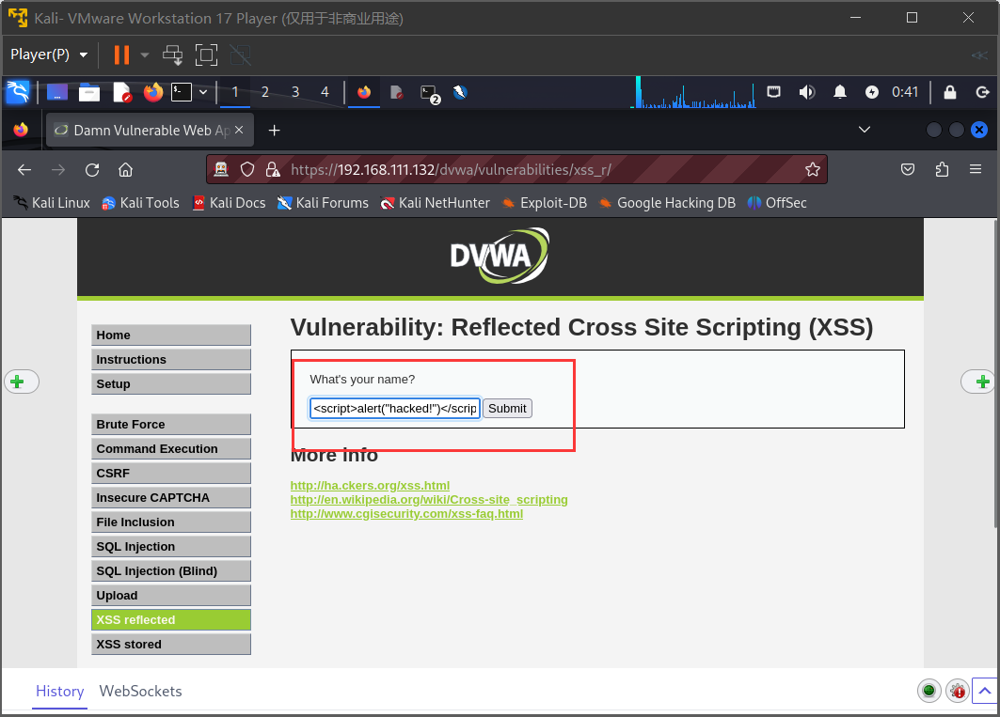 Kali- VMware Workstation 17 Player (仅用于非商业用途)
Player(P)
1 2 3 4 2 0:41
Damn Vulnerable Web Ap
https://192.168.111.132/dvwa/vulnerabilities/xss_r/
Kali Linux Kali Tools Kali Docs Kali Forums Kali NetHunter Exploit-DB Google Hacking DB OffSec
DVWA
Vulnerability: Reflected Cross Site Scripting (XSS)
Home
Instructions
Setup
Brute Force
Command Execution
CSRF
Insecure CAPTCHA
File Inclusion
SQL Injection
SQL Injection (Blind)
Upload
XSS reflected
XSS stored
What's your name?
<script>alert("hacked!")</scrip Submit
More Info
http://ha.ckers.org/xss.html
http://en.wikipedia.org/wiki/Cross-site_scripting
http://www.cgisecurity.com/xss-faq.html
History WebSockets